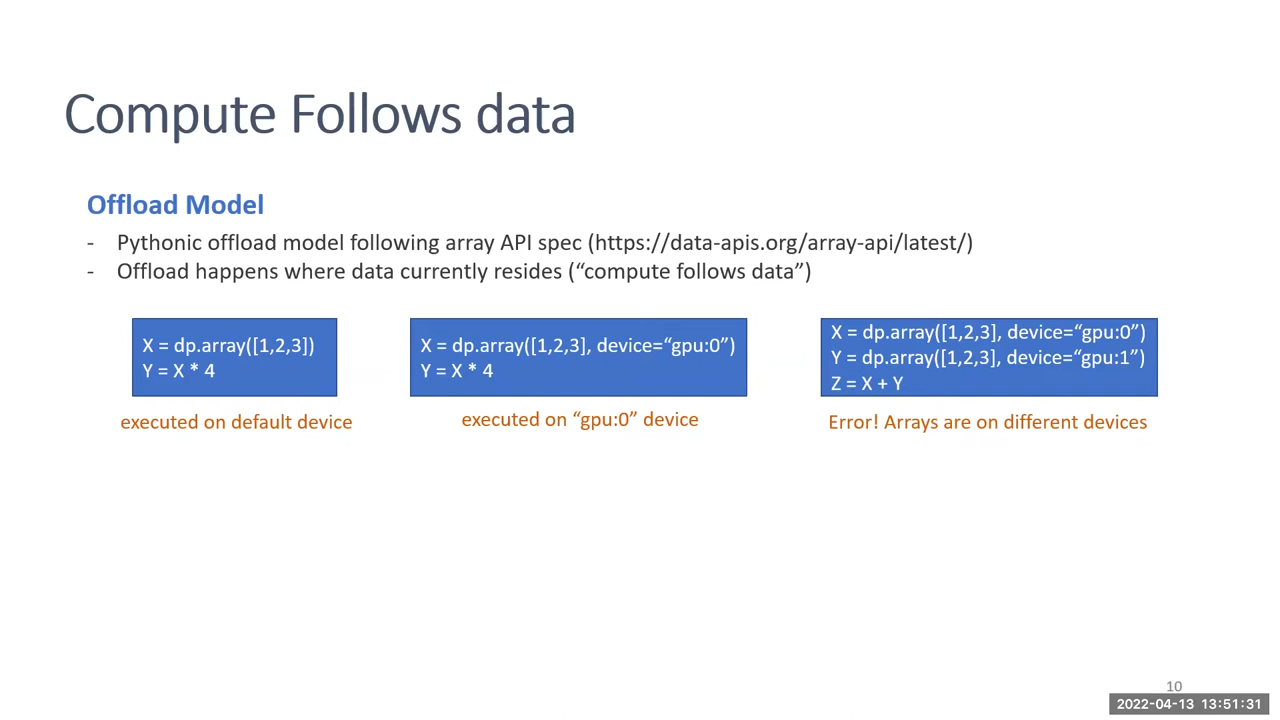 Compute Follows data
Offload Model
- Pythonic offload model following array API spec (https://data-apis.org/array-api/latest/)
- Offload happens where data currently resides (“compute follows data”)
X = dp.array([1,2,3])
Y = X * 4
executed on default device
X = dp.array([1,2,3], device=“gpu:0”)
Y = X * 4
executed on “gpu:0” device
X = dp.array([1,2,3], device=“gpu:0”)
Y = dp.array([1,2,3], device=“gpu:1”)
Z = X + Y
Error! Arrays are on different devices
10
2022-04-13 13:51:31